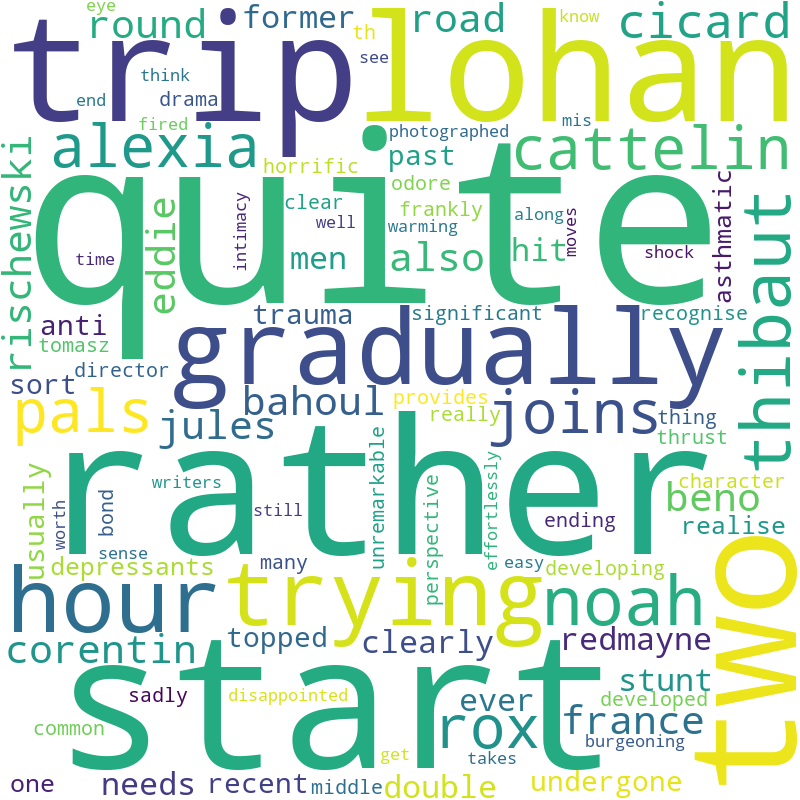 eye
round
former
road
know
cicard
trip
lohan
th
see
think
end
drama
fired
mis
photographed
alexia
cattelin
past
horrific
rischewski
quite
odore
asthmatic
eddie
clear
frankly
intimacy
well
along
warming
moves
thibaut
time
men
also
hit
shock
anti
trauma
significant
recognise
tomasz
gradually
director
sort
pals
bahoul
provides
joins
thing
jules
really
thrust
rather
usually
unremarkable
effortlessly
perspective
character
worth
bond
writers
beno
still
ending
realise
sense
depressants
many
easy
developing
two
hour
trying
noah
corentin
topped
clearly
redmayne
start
stunt
sadly
disappointed
ever
developed
common
rox
france
burgeoning
get
takes
one
needs
recent
middle
double
undergone